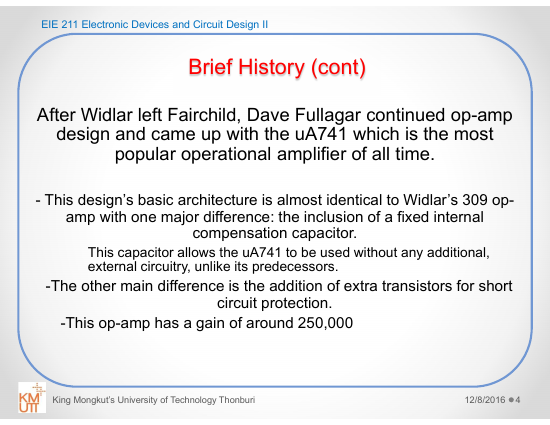 EIE 211 Electronic Devices and Circuit Design II
Brief History (cont)
After Widlar left Fairchild, Dave Fullagar continued op-amp
design and came up with the uA741 which is the most
popular operational amplifier of all time.
- This design's basic architecture is almost identical to Widlar's 309 op-
amp with one major difference: the inclusion of a fixed internal
compensation capacitor.
This capacitor allows the uA741 to be used without any additional,
external circuitry, unlike its predecessors.
-The other main difference is the addition of extra transistors for short
circuit protection.
-This op-amp has a gain of around 250,000
KM
UTT
King Mongkut's University of Technology Thonburi
12/8/2016 ●4